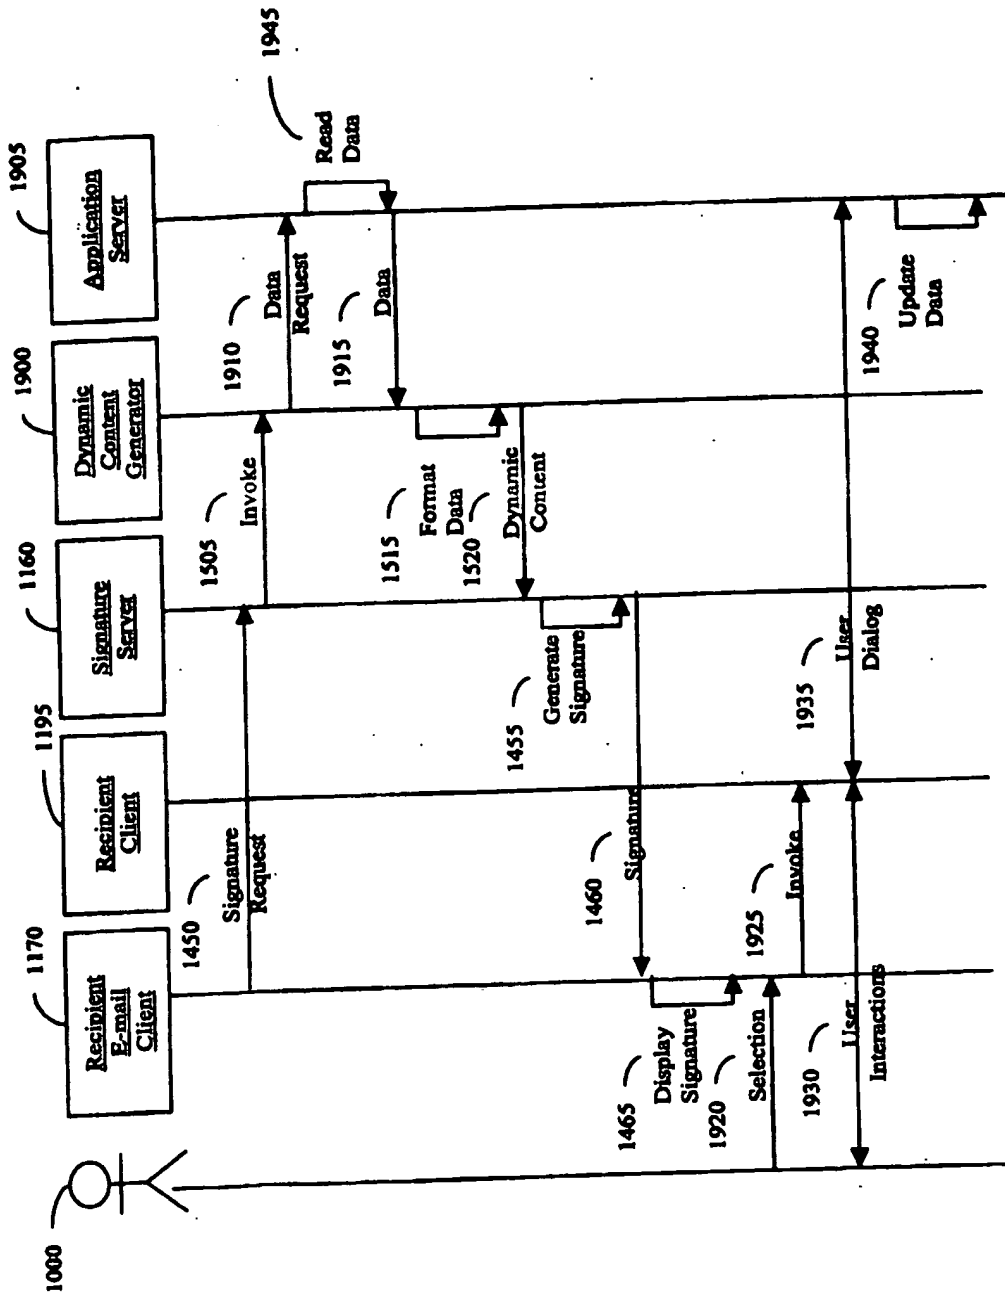 1000
1170
Recipient
E-mail
Client
1195
Recipient
Client
1160
Signature
Server
1900
Dynamic
Content
Generator
1905
Application
Server
1450
Signature
Request
1505
Invoke
1910
Data
Request
1945
Read
Data
1915
Data
1515
Format
Data
1520
Dynamic
Content
1455
Generate
Signature
1460
Signature
1465
Display
Signature
1920
Selection
1925
Invoke
1930
User
Interactions
1935
User
Dialog
1940
Update
Data